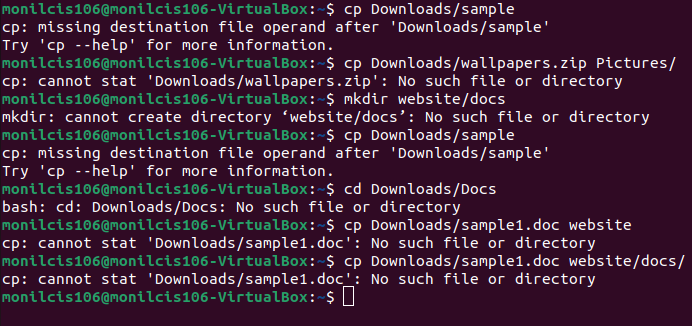 monilcis106@monilcis106-VirtualBox:~$ cp Downloads/sample
cp: missing destination file operand after 'Downloads/sample'
Try 'cp --help' for more information.
monilcis106@monilcis106-VirtualBox:~$ cp Downloads/wallpapers.zip Pictures/
cp: cannot stat 'Downloads/wallpapers.zip': No such file or directory
monilcis106@monilcis106-VirtualBox:~$ mkdir website/docs
mkdir: cannot create directory ‘website/docs’: No such file or directory
monilcis106@monilcis106-VirtualBox:~$ cp Downloads/sample
cp: missing destination file operand after 'Downloads/sample'
Try 'cp --help' for more information.
monilcis106@monilcis106-VirtualBox:~$ cd Downloads/Docs
bash: cd: Downloads/Docs: No such file or directory
monilcis106@monilcis106-VirtualBox:~$ cp Downloads/sample1.doc website
cp: cannot stat 'Downloads/sample1.doc': No such file or directory
monilcis106@monilcis106-VirtualBox:~$ cp Downloads/sample1.doc website/docs/
cp: cannot stat 'Downloads/sample1.doc': No such file or directory
monilcis106@monilcis106-VirtualBox:~$